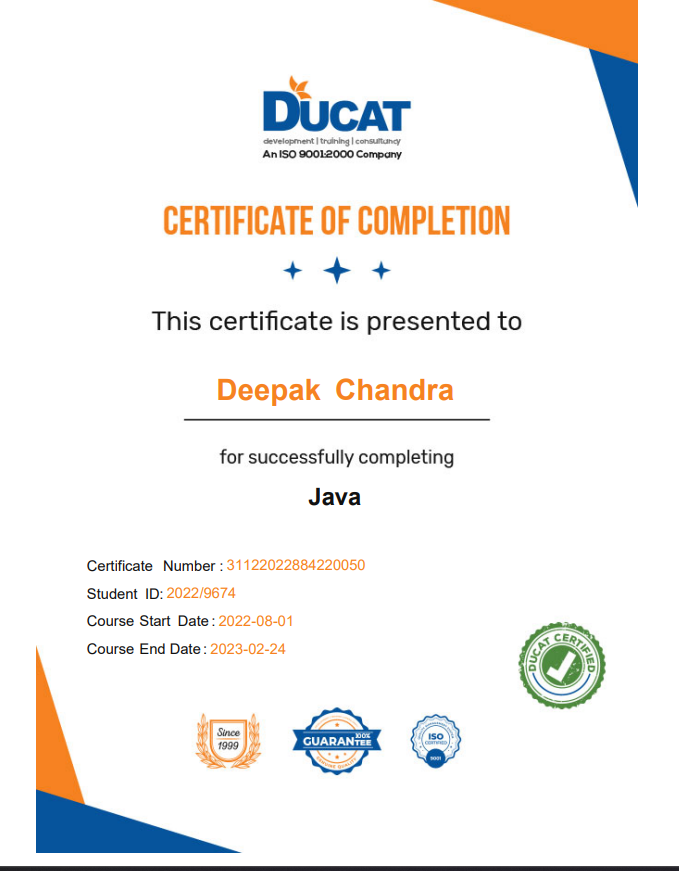 DUCAT
development | training | consultancy
An ISO 9001:2000 Company
CERTIFICATE OF COMPLETION
This certificate is presented to
Deepak Chandra
for successfully completing
Java
Certificate Number : 31122022884220050
Student ID: 2022/9674
Course Start Date : 2022-08-01
Course End Date : 2023-02-24
DUCAT CERTIFIED
Since
1999
100%
GUARANTEE
GENUINE QUALITY
ISO
CERTIFIED
9001